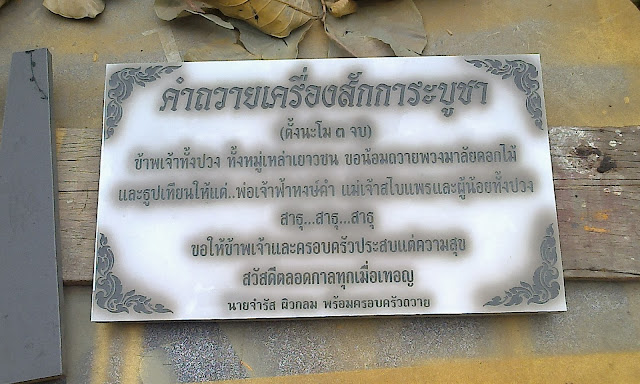 คำถวายเครื่องสักการะบูชา
(ตั้งนะโม ๓ จบ)
ข้าพเจ้าทั้งปวง ทั้งหมู่เหล่าเยาวชน ขอน้อมถวายพวงมาลัยดอกไม้
และธูปเทียนให้แด่..พ่อเจ้าฟ้าหงษ์คำ แม่เจ้าสไบแพรและผู้น้อยทั้งปวง
สาธุ...สาธุ...สาธุ
ขอให้ข้าพเจ้าและครอบครัวประสบแต่ความสุข
สวัสดีตลอดกาลทุกเมื่อเทอญ
นายจำรัส ผิวกลม พร้อมครอบครัวถวาย